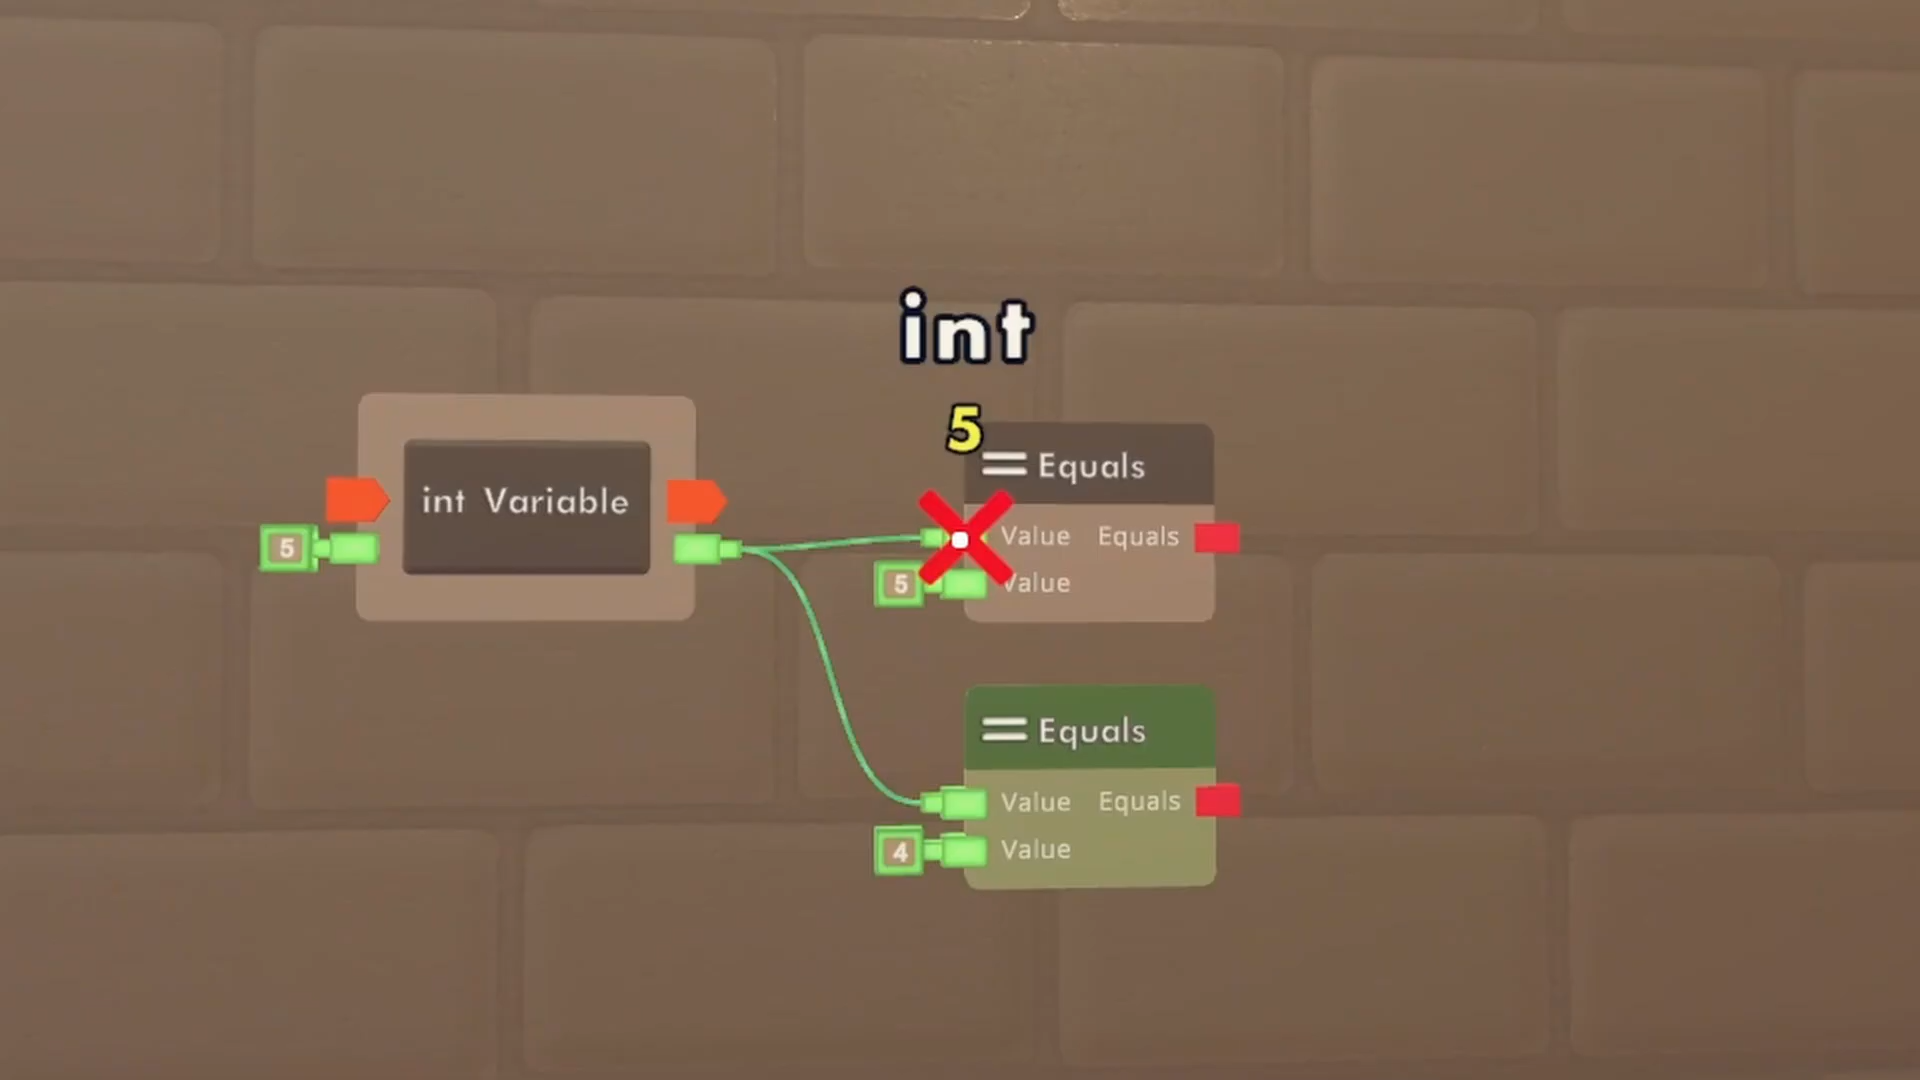 int
5
int Variable
5
Equals
Value Equals
5 Value
Equals
Value Equals
4 Value